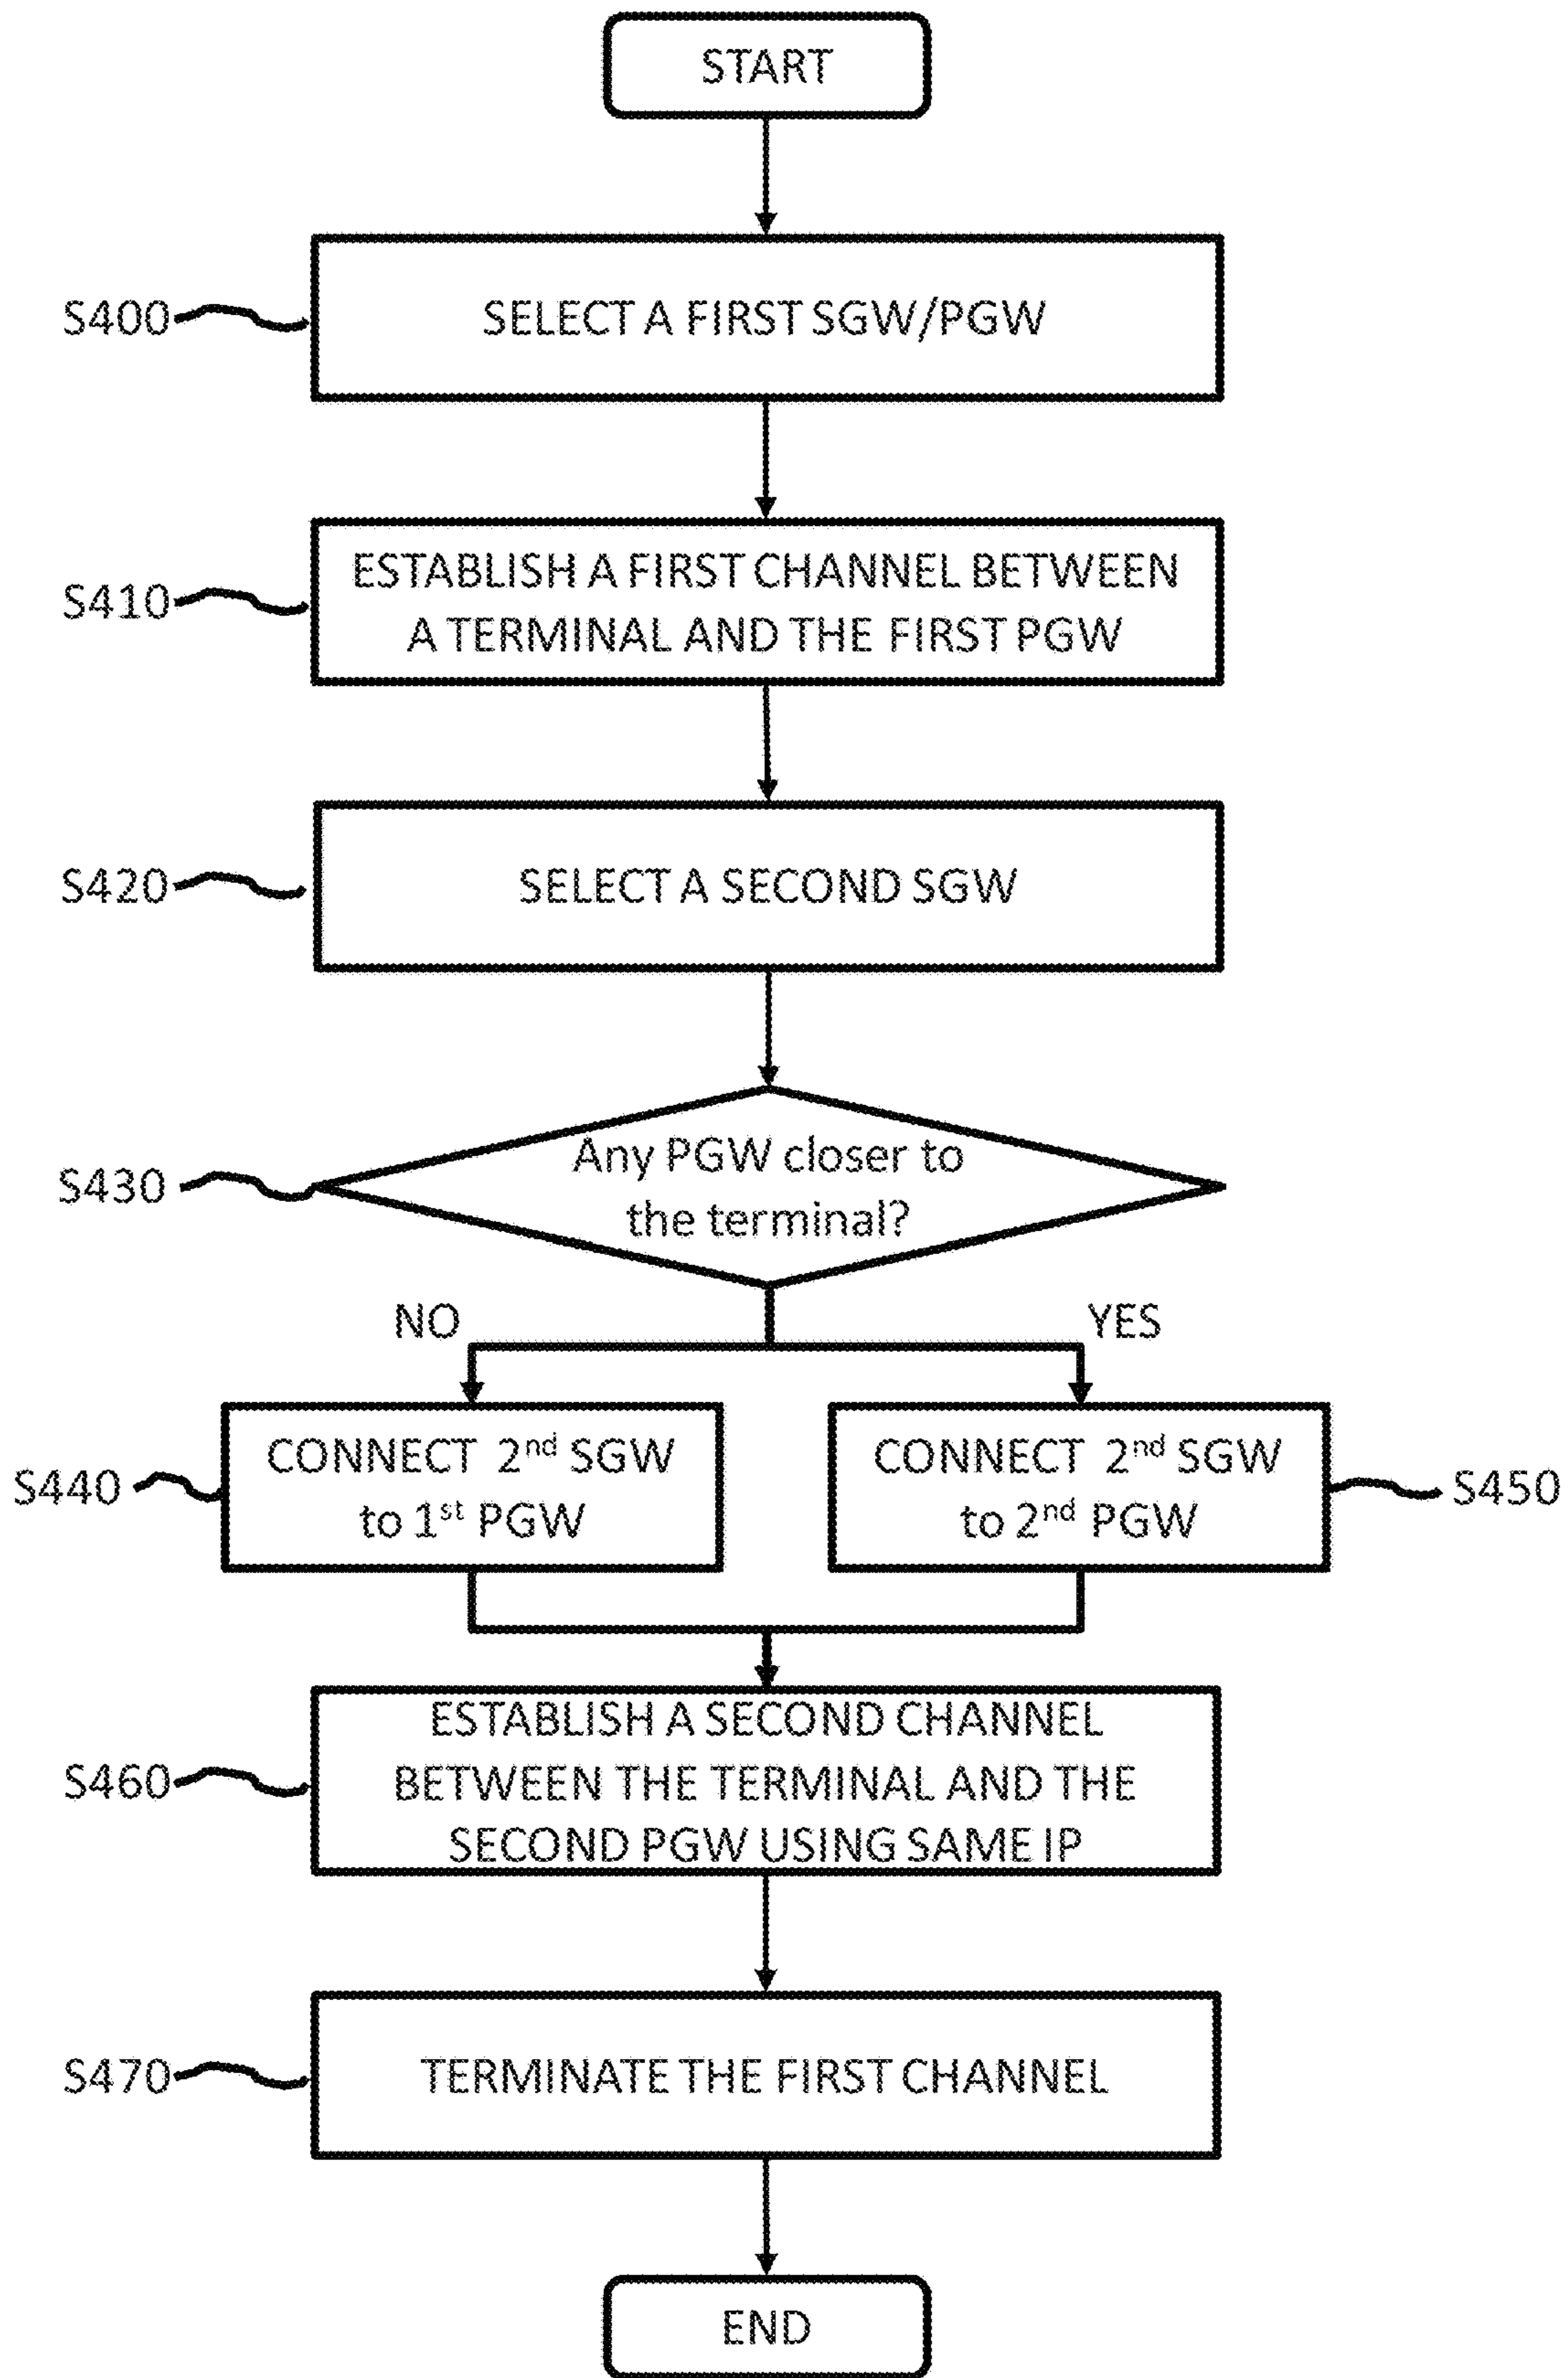 START
S400
SELECT A FIRST SGW/PGW
S410
ESTABLISH A FIRST CHANNEL BETWEEN
A TERMINAL AND THE FIRST PGW
S420
SELECT A SECOND SGW
S430
Any PGW closer to
the terminal?
NO
YES
S440
CONNECT 2nd SGW
to 1st PGW
CONNECT 2nd SGW
to 2nd PGW
S450
S460
ESTABLISH A SECOND CHANNEL
BETWEEN THE TERMINAL AND THE
SECOND PGW USING SAME IP
S470
TERMINATE THE FIRST CHANNEL
END